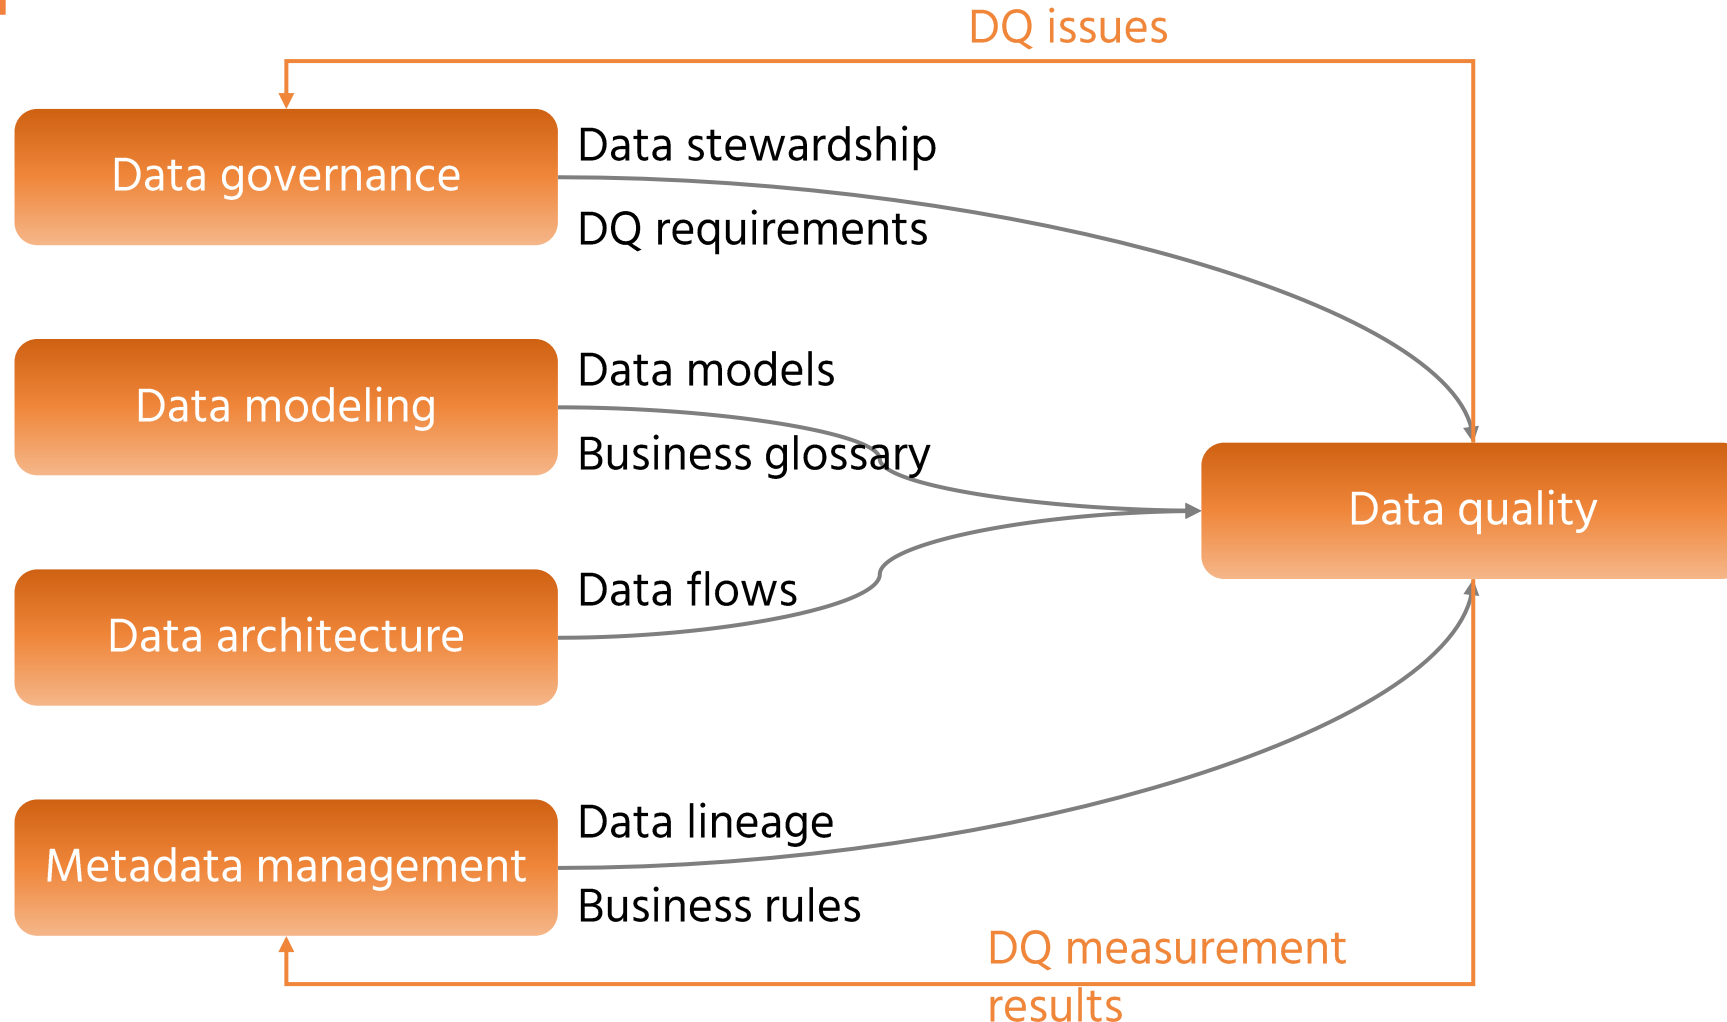 DQ issues
Data governance
Data stewardship
DQ requirements
Data modeling
Data models
Business glossary
Data quality
Data architecture
Data flows
Metadata management
Data lineage
Business rules
DQ measurement
results